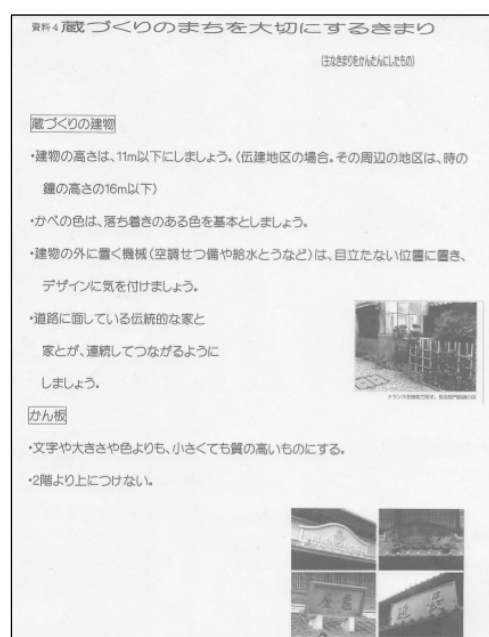 資料4 蔵づくりのまちを大切にするきまり
(主なきまりをかんたんにしたもの)
蔵づくりの建物
・建物の高さは、11m以下にしましょう。(伝建地区の場合。その周辺の地区は、時の
鐘の高さの16m以下)
・かべの色は、落ち着きのある色を基本としましょう。
・建物の外に置く機械(空調せつ備や給水とうなど)は、目立たない位置に置き、
デザインに気を付けましょう。
・道路に面している伝統的な家と
家とが、連続してつながるように
しましょう。
かん板
・文字や大きさや色よりも、小さくても質の高いものにする。
・2階より上につけない。